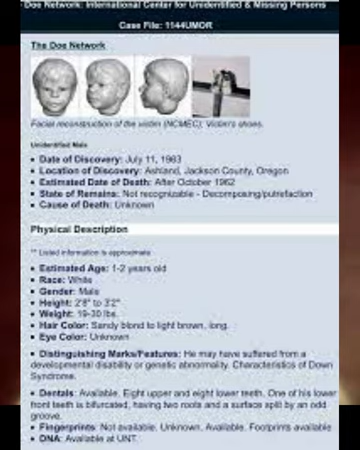 Doe Network: International Center for Unidentified & Missing Persons
Case File: 1144UMOR
The Doe Network
Facial reconstruction of the victim (NCMEC); Victim's shoes.
Unidentified Male
Date of Discovery: July 11, 1963
Location of Discovery: Ashland, Jackson County, Oregon
Estimated Date of Death: After October 1962
State of Remains: Not recognizable - Decomposing/putrefaction
Cause of Death: Unknown
Physical Description
** Listed information is approximate
Estimated Age: 1-2 years old
Race: White
Gender: Male
Height: 2'8" to 3'2"
Weight: 19-30 lbs.
Hair Color: Sandy blond to light brown, long.
Eye Color: Unknown
Distinguishing Marks/Features: He may have suffered from a
developmental disability or genetic abnormality. Characteristics of Down
Syndrome.
Dentals: Available. Eight upper and eight lower teeth. One of his lower
front teeth is bifurcated, having two roots and a surface split by an odd
groove.
Fingerprints: Not available, Unknown, Available. Footprints available
DNA: Available at UNT.